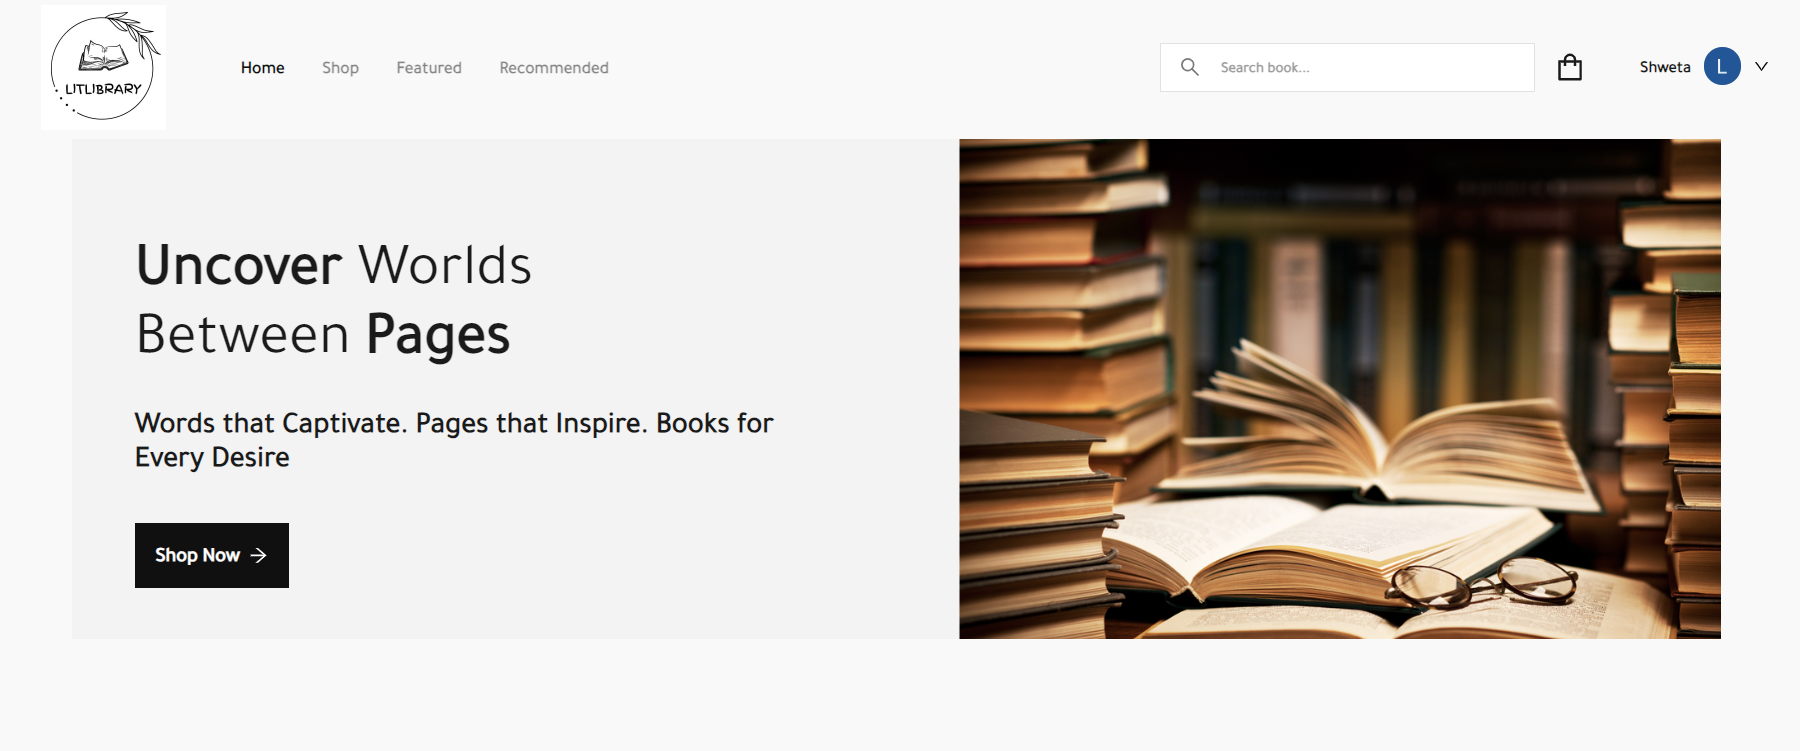 LITLIBRARY
Home Shop Featured Recommended
Search book...
Shweta L
Uncover Worlds
Between Pages
Words that Captivate. Pages that Inspire. Books for
Every Desire
Shop Now